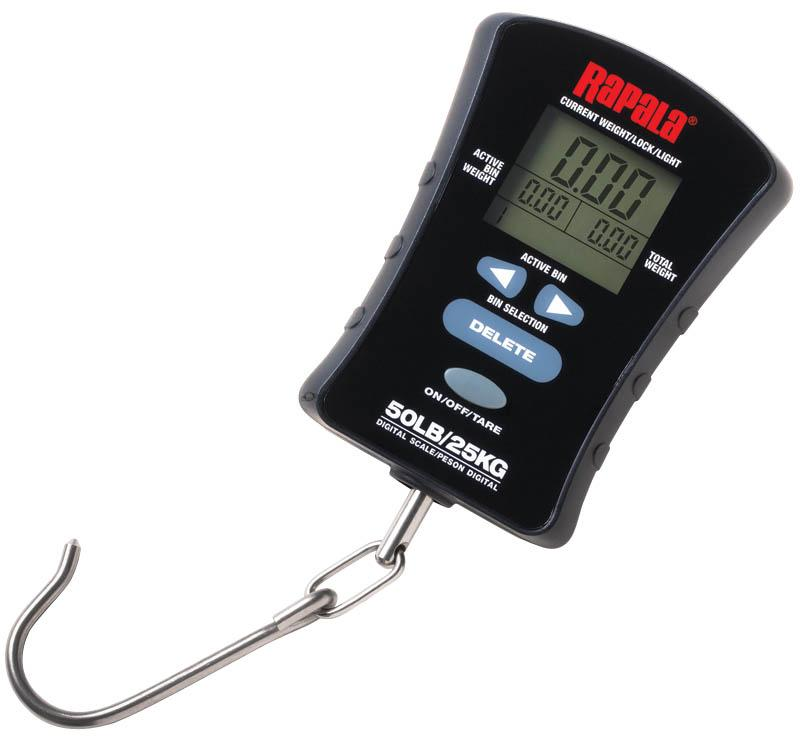 Rapala®
CURRENT WEIGHT/LOCK/LIGHT
ACTIVE
BIN
WEIGHT
0.00
0.00
1
0.00
TOTAL
WEIGHT
ACTIVE BIN
BIN SELECTION
DELETE
ON/OFF/TARE
50LB/25KG
DIGITAL SCALE/PESON DIGITAL